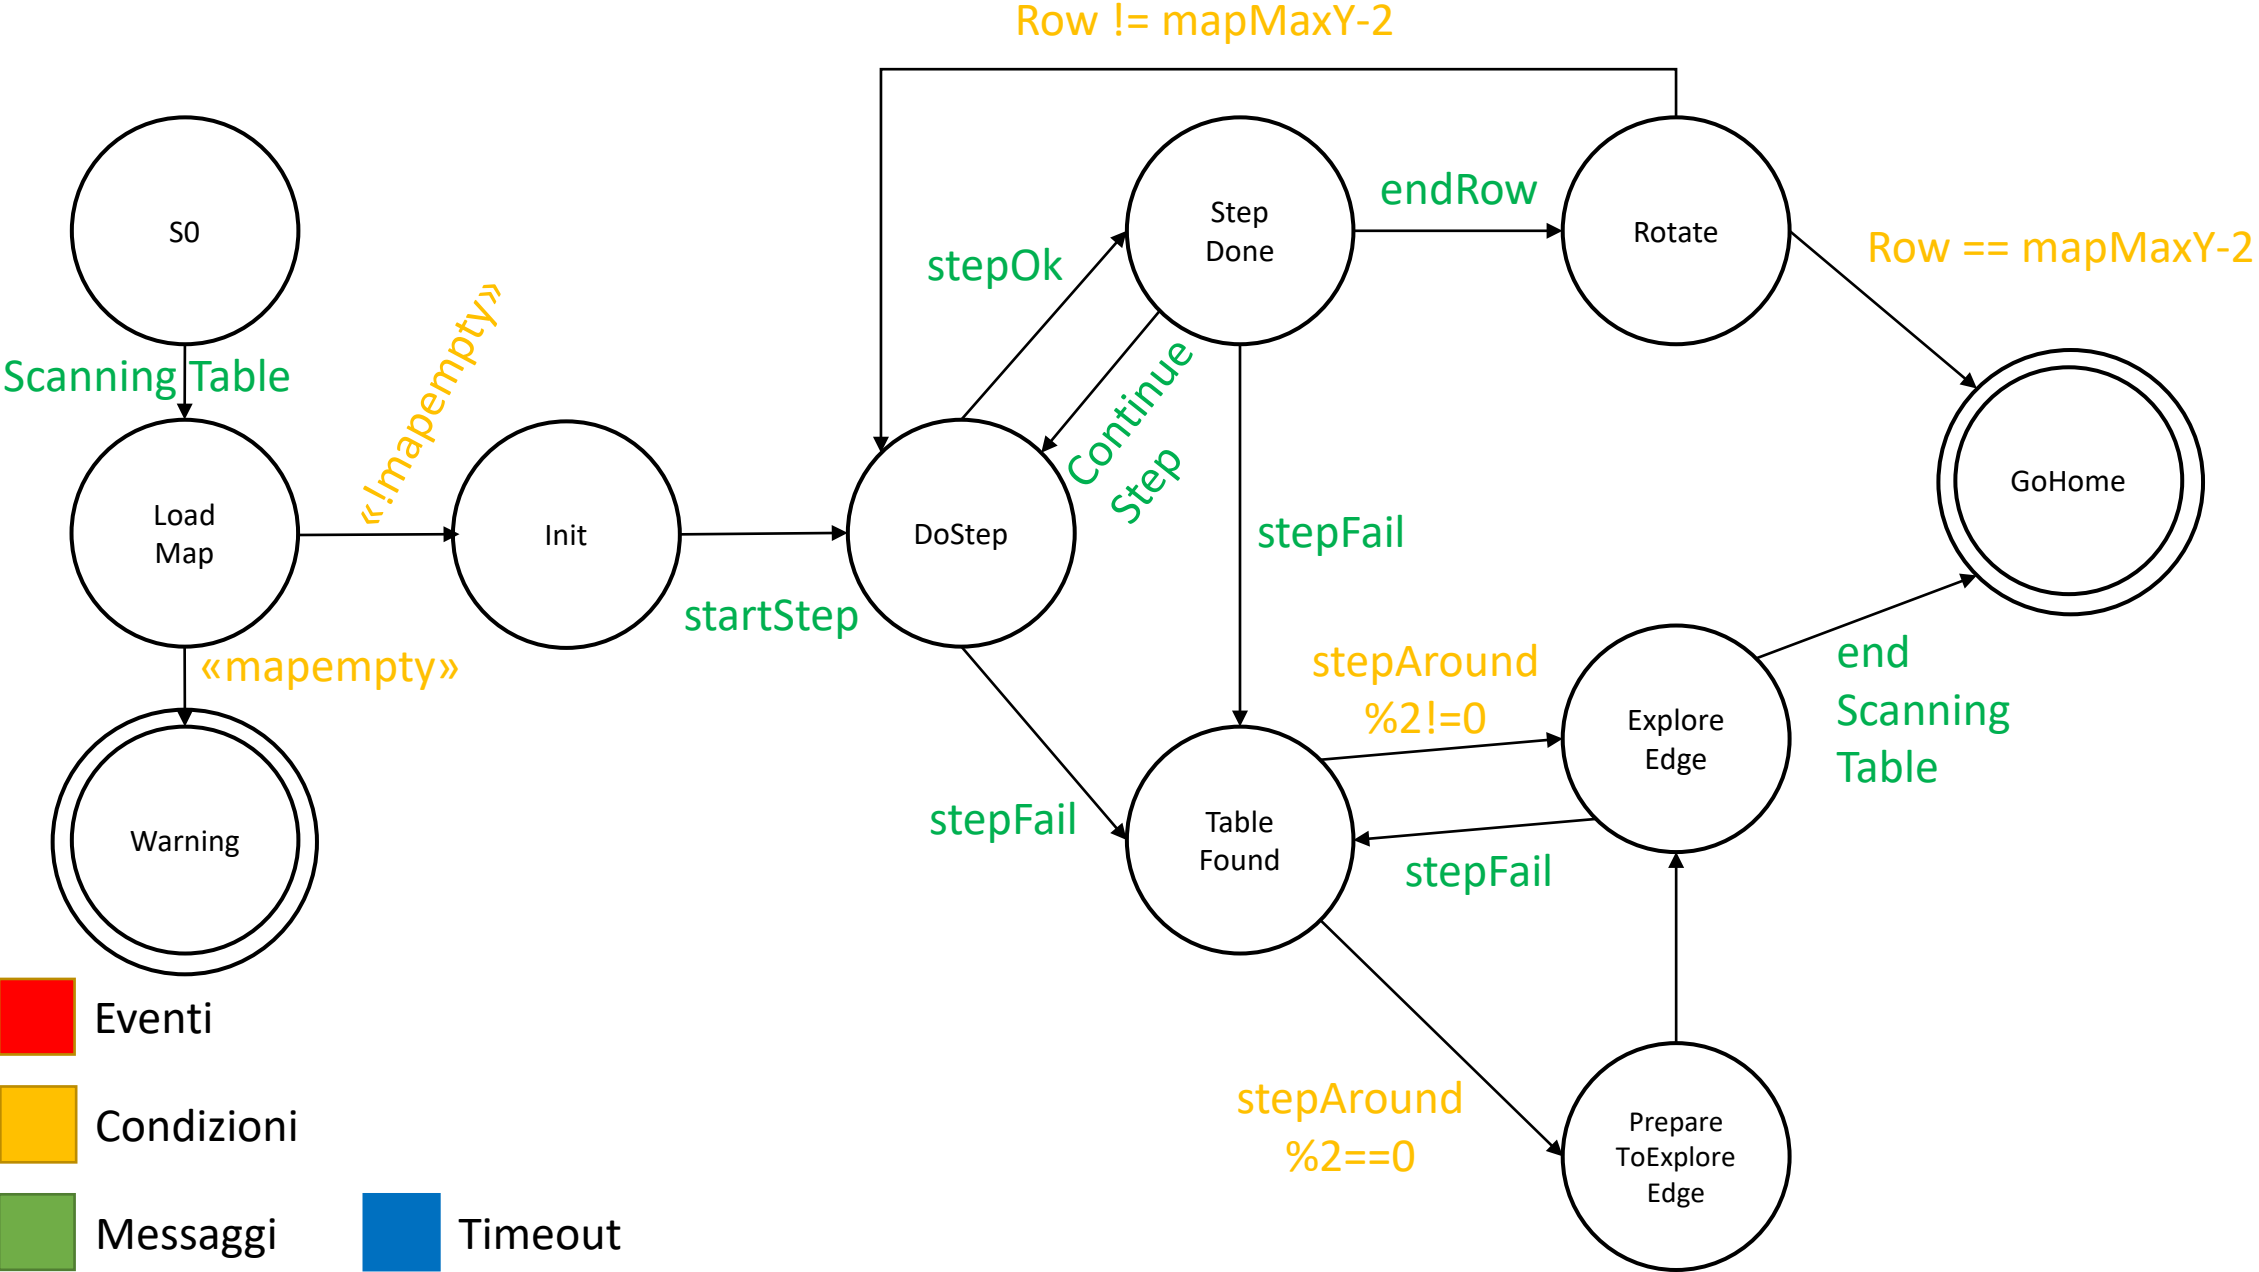 Row != mapMaxY-2
S0
Step
Done
endRow
Rotate
Row == mapMaxY-2
stepOk
Scanning Table
«!mapempty»
Continue
Step
GoHome
Load
Map
Init
DoStep
stepFail
startStep
«mapempty»
stepAround
%2!=0
end
Scanning
Table
Explore
Edge
Warning
stepFail
Table
Found
stepFail
Eventi
Condizioni
stepAround
%2==0
Prepare
ToExplore
Edge
Messaggi
Timeout